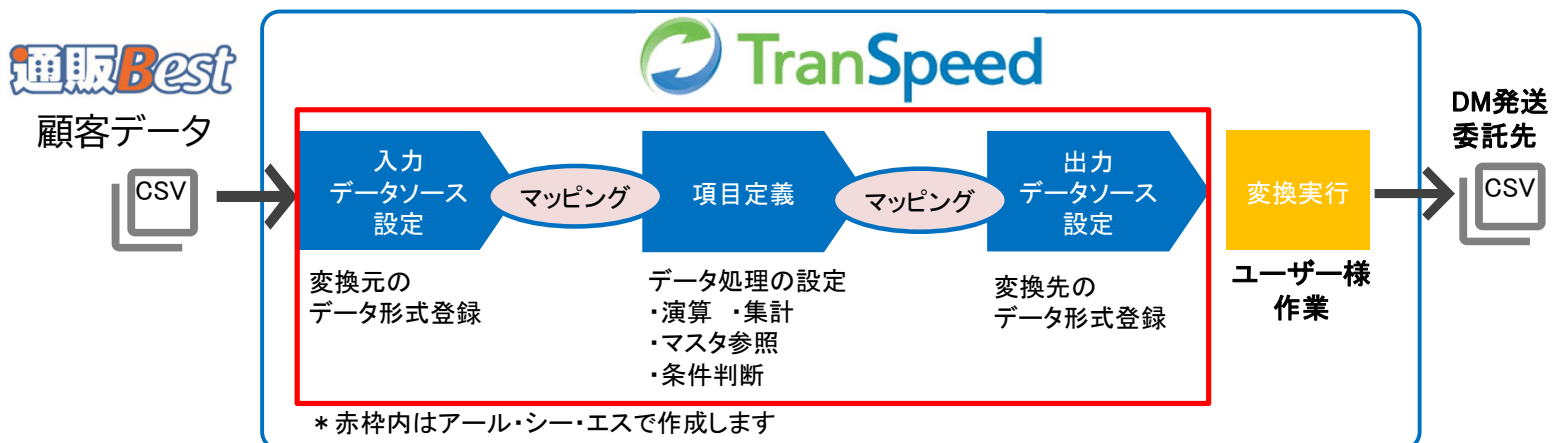 通販Best
顧客データ
CSV
TranSpeed
入力
データソース
設定
マッピング
項目定義
マッピング
出力
データソース
設定
変換実行
変換元の
データ形式登録
データ処理の設定
・演算 ・集計
・マスタ参照
・条件判断
変換先の
データ形式登録
ユーザー様
作業
＊赤枠内はアール・シー・エスで作成します
DM発送
委託先
CSV